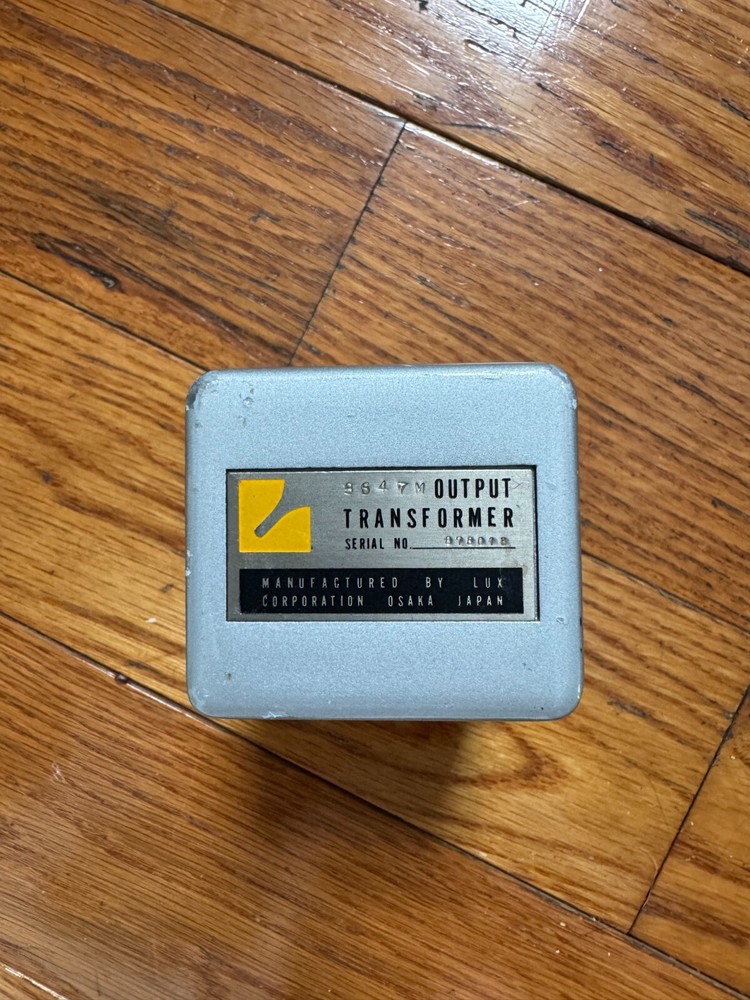 OUTPUT
TRANSFORMER
SERIAL NO.
MANUFACTURED BY LUX
CORPORATION OSAKA JAPAN